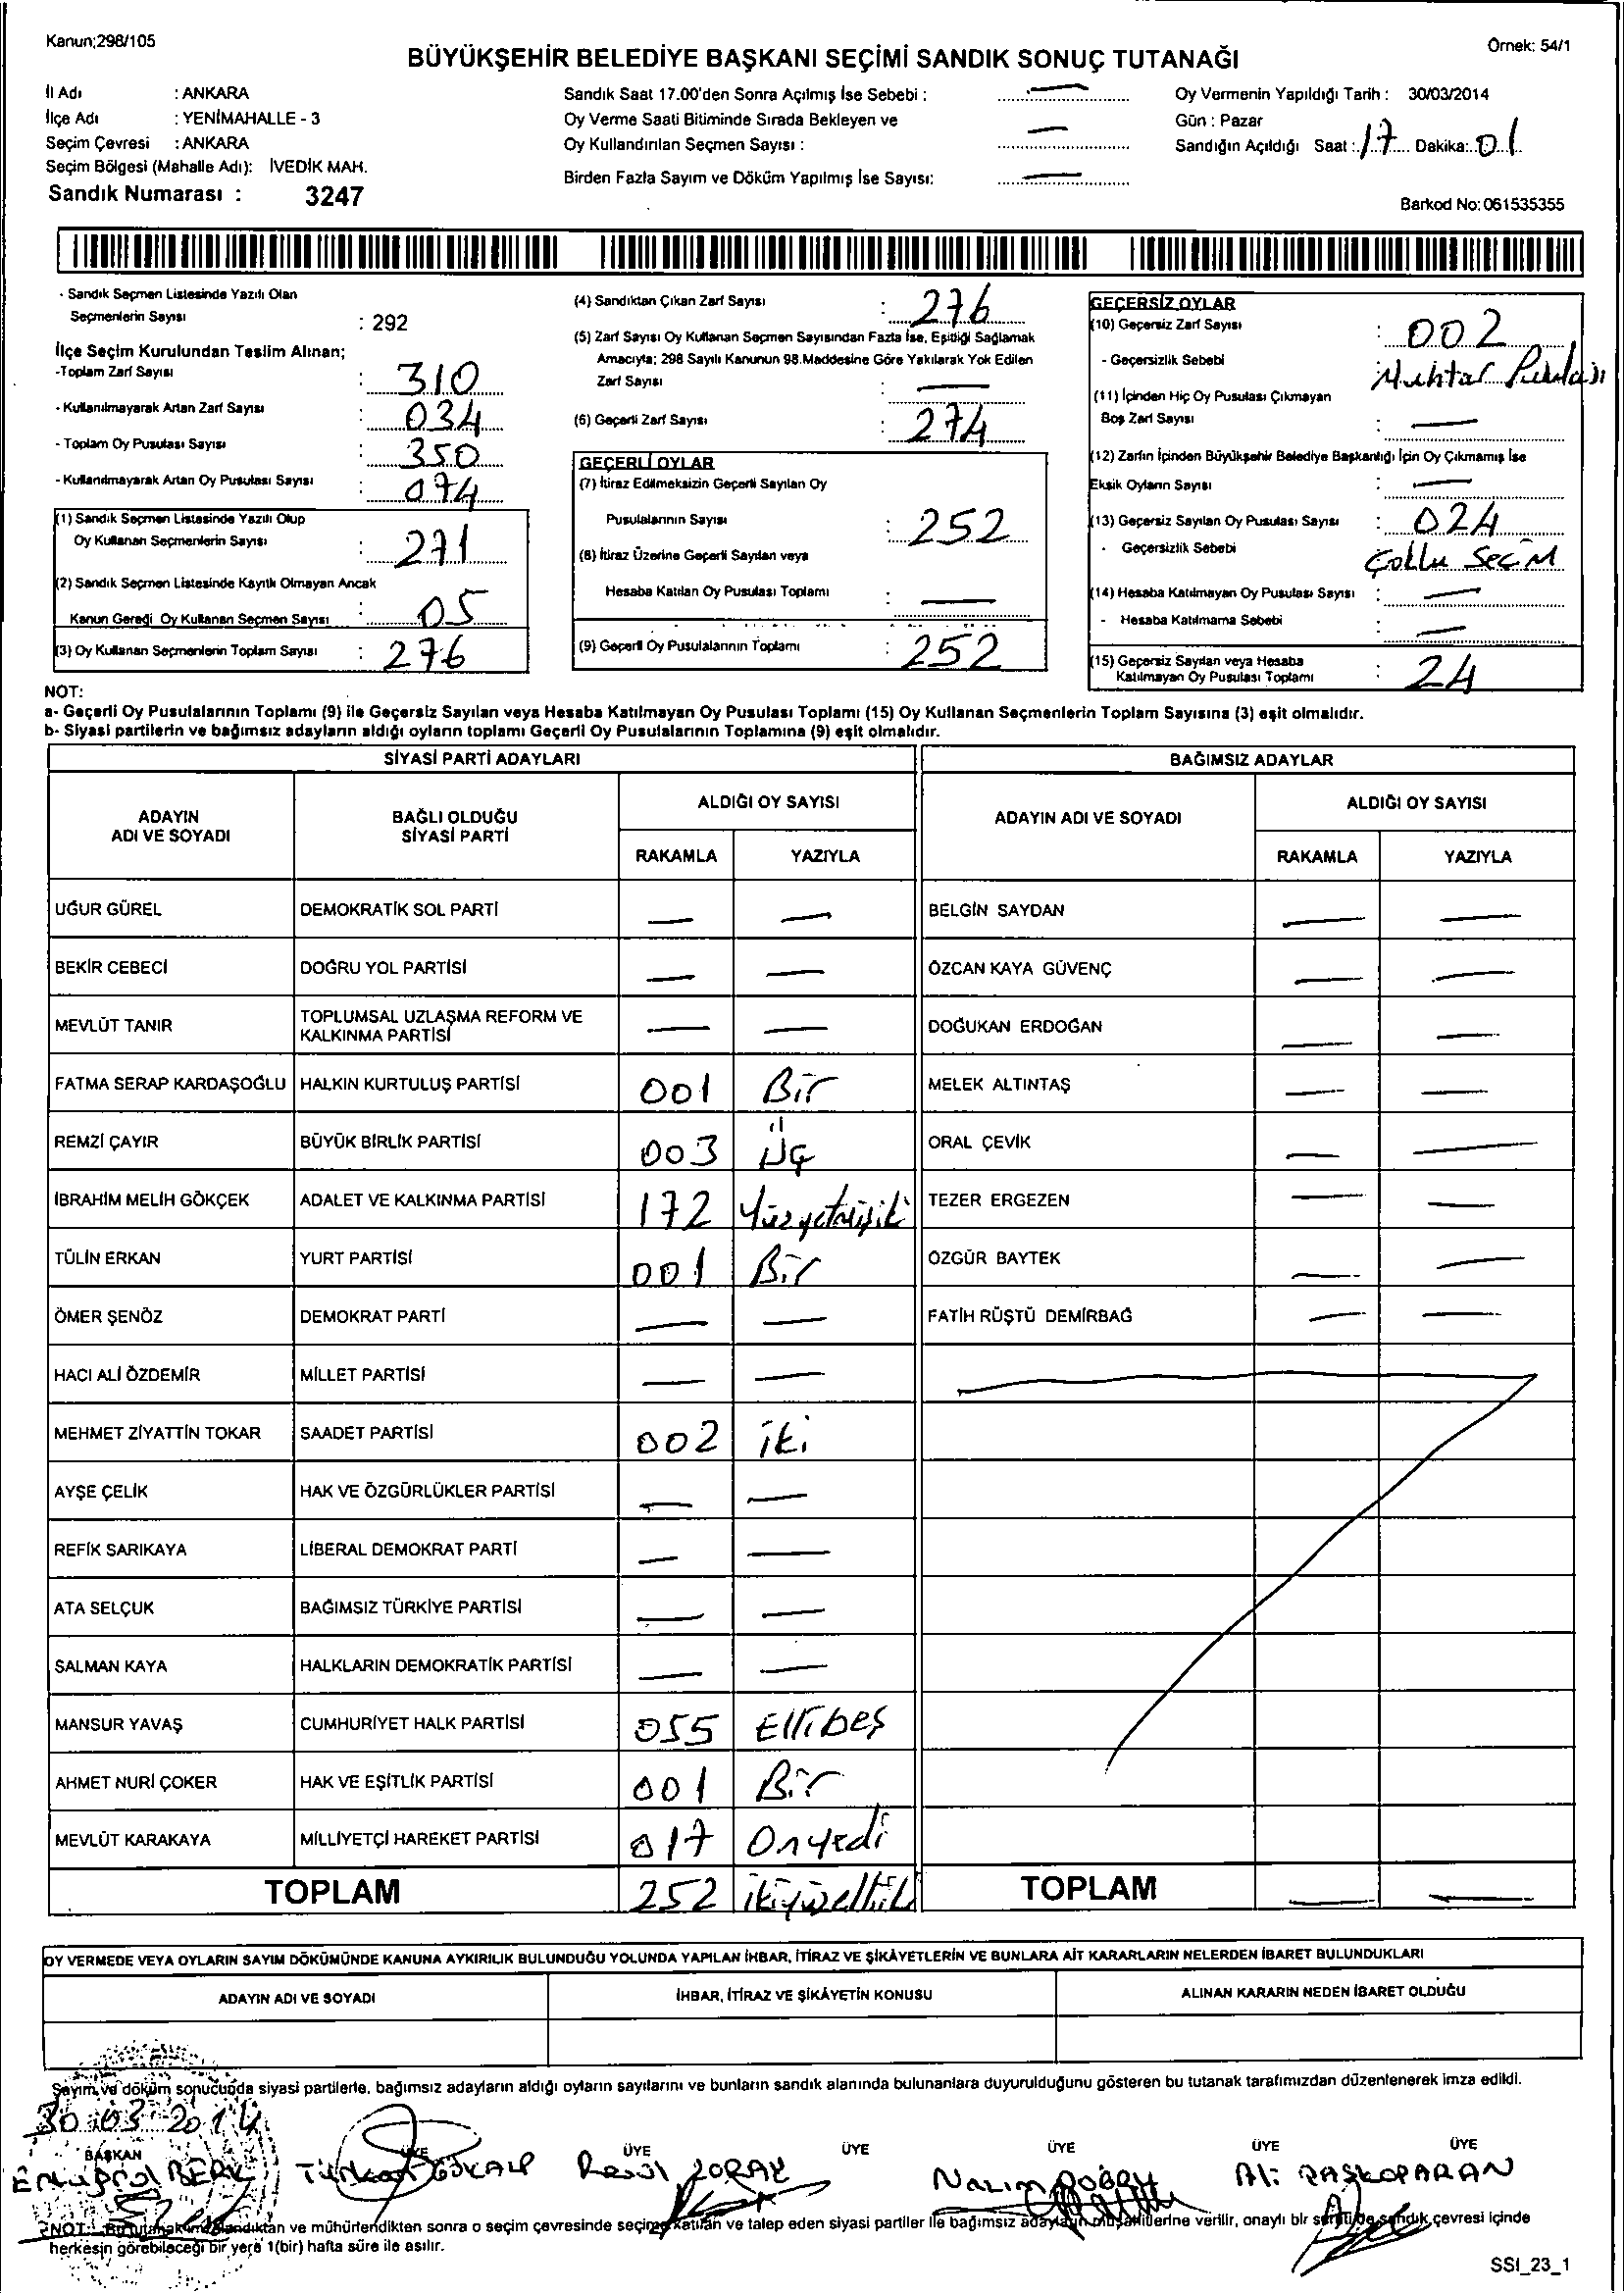 Kanun;298/105
Örnek: 54/1
BÜYÜKŞEHİR BELEDİYE BAŞKANI SEÇİMİ SANDIK SONUÇ TUTANAĞI
İl Adı : ANKARA
İlçe Adı : YENİMAHALLE - 3
Seçim Çevresi : ANKARA
Seçim Bölgesi (Mahalle Adı): İVEDİK MAH.
Sandık Numarası : 3247
Sandık Saat 17.00'den Sonra Açılmış İse Sebebi : —
Oy Verme Saati Bitiminde Sırada Bekleyen ve
Oy Kullandırılan Seçmen Sayısı : —
Birden Fazla Sayım ve Döküm Yapılmış İse Sayısı: —
Oy Vermenin Yapıldığı Tarih : 30/03/2014
Gün : Pazar
Sandığın Açıldığı Saat : 17 Dakika: 01
Barkod No: 061535355
- Sandık Seçmen Listesinde Yazılı Olan
Seçmenlerin Sayısı : 292
İlçe Seçim Kurulundan Teslim Alınan;
-Toplam Zarf Sayısı : 310
- Kullanılmayarak Artan Zarf Sayısı : 034
- Toplam Oy Pusulası Sayısı : 350
- Kullanılmayarak Artan Oy Pusulası Sayısı : 074
(1) Sandık Seçmen Listesinde Yazılı Olup
Oy Kullanan Seçmenlerin Sayısı : 271
(2) Sandık Seçmen Listesinde Kayıtlı Olmayan Ancak
Kanun Gereği Oy Kullanan Seçmen Sayısı : 05
(3) Oy Kullanan Seçmenlerin Toplam Sayısı : 276
(4) Sandıktan Çıkan Zarf Sayısı : 276
(5) Zarf Sayısı Oy Kullanan Seçmen Sayısından Fazla İse, Eşitliği Sağlamak
Amacıyla; 298 Sayılı Kanunun 98.Maddesine Göre Yakılarak Yok Edilen
Zarf Sayısı : —
(6) Geçerli Zarf Sayısı : 274
GEÇERLİ OYLAR
(7) İtiraz Edilmeksizin Geçerli Sayılan Oy
Pusulalarının Sayısı : 252
(8) İtiraz Üzerine Geçerli Sayılan veya
Hesaba Katılan Oy Pusulası Toplamı : —
(9) Geçerli Oy Pusulalarının Toplamı : 252
GEÇERSİZ OYLAR
(10) Geçersiz Zarf Sayısı : 002
- Geçersizlik Sebebi Muhtar Pusulası
(11) İçinden Hiç Oy Pusulası Çıkmayan
Boş Zarf Sayısı : —
(12) Zarfın İçinden Büyükşehir Belediye Başkanlığı İçin Oy Çıkmamış İse
Eksik Oyların Sayısı : —
(13) Geçersiz Sayılan Oy Pusulası Sayısı : 024
- Geçersizlik Sebebi Çoklu Seçim
(14) Hesaba Katılmayan Oy Pusulası Sayısı : —
- Hesaba Katılmama Sebebi : —
(15) Geçersiz Sayılan veya Hesaba
Katılmayan Oy Pusulası Toplamı : 24
NOT:
a- Geçerli Oy Pusulalarının Toplamı (9) ile Geçersiz Sayılan veya Hesaba Katılmayan Oy Pusulası Toplamı (15) Oy Kullanan Seçmenlerin Toplam Sayısına (3) eşit olmalıdır.
b- Siyasi partilerin ve bağımsız adayların aldığı oyların toplamı Geçerli Oy Pusulalarının Toplamına (9) eşit olmalıdır.
SİYASİ PARTİ ADAYLARI BAĞIMSIZ ADAYLAR
ADAYIN ADI VE SOYADI BAĞLI OLDUĞU SİYASİ PARTİ ALDIĞI OY SAYISI ADAYIN ADI VE SOYADI ALDIĞI OY SAYISI
RAKAMLA YAZIYLA RAKAMLA YAZIYLA
UĞUR GÜREL DEMOKRATİK SOL PARTİ — — BELGİN SAYDAN — —
BEKİR CEBECİ DOĞRU YOL PARTİSİ — — ÖZCAN KAYA GÜVENÇ — —
MEVLÜT TANIR TOPLUMSAL UZLAŞMA REFORM VE KALKINMA PARTİSİ — — DOĞUKAN ERDOĞAN — —
FATMA SERAP KARDAŞOĞLU HALKIN KURTULUŞ PARTİSİ 001 Bir MELEK ALTINTAŞ — —
REMZİ ÇAYIR BÜYÜK BİRLİK PARTİSİ 003 Üç ORAL ÇEVİK — —
İBRAHİM MELİH GÖKÇEK ADALET VE KALKINMA PARTİSİ 172 Yüzyetmişiki TEZER ERGEZEN — —
TÜLİN ERKAN YURT PARTİSİ 001 Bir ÖZGÜR BAYTEK — —
ÖMER ŞENÖZ DEMOKRAT PARTİ — — FATİH RÜŞTÜ DEMİRBAĞ — —
HACI ALİ ÖZDEMİR MİLLET PARTİSİ — —
MEHMET ZİYATTİN TOKAR SAADET PARTİSİ 002 iki
AYŞE ÇELİK HAK VE ÖZGÜRLÜKLER PARTİSİ — —
REFİK SARIKAYA LİBERAL DEMOKRAT PARTİ — —
ATA SELÇUK BAĞIMSIZ TÜRKİYE PARTİSİ — —
SALMAN KAYA HALKLARIN DEMOKRATİK PARTİSİ — —
MANSUR YAVAŞ CUMHURİYET HALK PARTİSİ 055 Ellibeş
AHMET NURİ ÇOKER HAK VE EŞİTLİK PARTİSİ 001 Bir
MEVLÜT KARAKAYA MİLLİYETÇİ HAREKET PARTİSİ 017 Onyedi
TOPLAM 252 ikiyüzelliiki TOPLAM — —
OY VERMEDE VEYA OYLARIN SAYIM DÖKÜMÜNDE KANUNA AYKIRILIK BULUNDUĞU YOLUNDA YAPILAN İHBAR, İTİRAZ VE ŞİKÂYETLERİN VE BUNLARA AİT KARARLARIN NELERDEN İBARET BULUNDUKLARI
ADAYIN ADI VE SOYADI İHBAR, İTİRAZ VE ŞİKÂYETİN KONUSU ALINAN KARARIN NEDEN İBARET OLDUĞU
Sayım ve döküm sonucunda siyasi partilerle, bağımsız adayların aldığı oyların sayılarını ve bunların sandık alanında bulunanlara duyurulduğunu gösteren bu tutanak tarafımızdan düzenlenerek imza edildi.
30.03.2014
BAŞKAN ÜYE ÜYE ÜYE ÜYE ÜYE ÜYE
Ertuğrul BERK Türkan GÖKALP Resül ZORAY Nazım DOĞRU Ali TAŞKOPARAN
NOT: Bu tutanak imzalandıktan ve mühürlendikten sonra o seçim çevresinde seçime katılan ve talep eden siyasi partiler ile bağımsız adayların müşahitlerine verilir, onaylı bir sureti de sandık çevresi içinde
herkesin görebileceği bir yere 1(bir) hafta süre ile asılır.
SSI_23_1